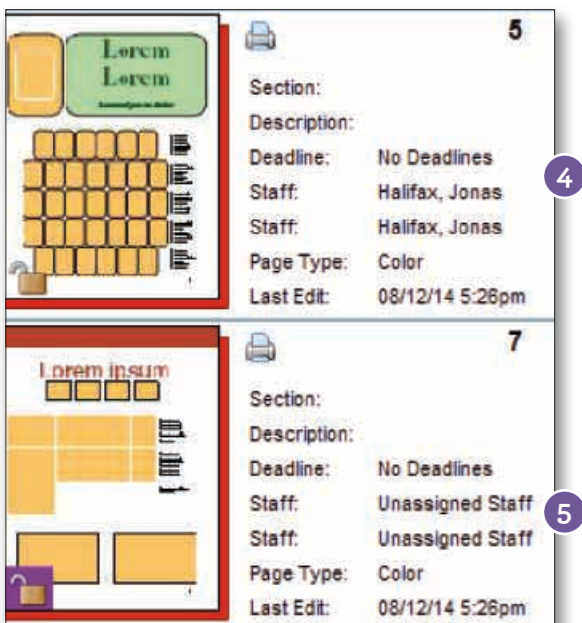 5
Lorem
Lorem
Section:
Description:
Deadline: No Deadlines
Staff: Halifax, Jonas
4
Staff: Halifax, Jonas
Page Type: Color
Last Edit: 08/12/14 5:26pm
7
Lorem ipsum
Section:
Description:
Deadline: No Deadlines
Staff: Unassigned Staff
5
Staff: Unassigned Staff
Page Type: Color
Last Edit: 08/12/14 5:26pm